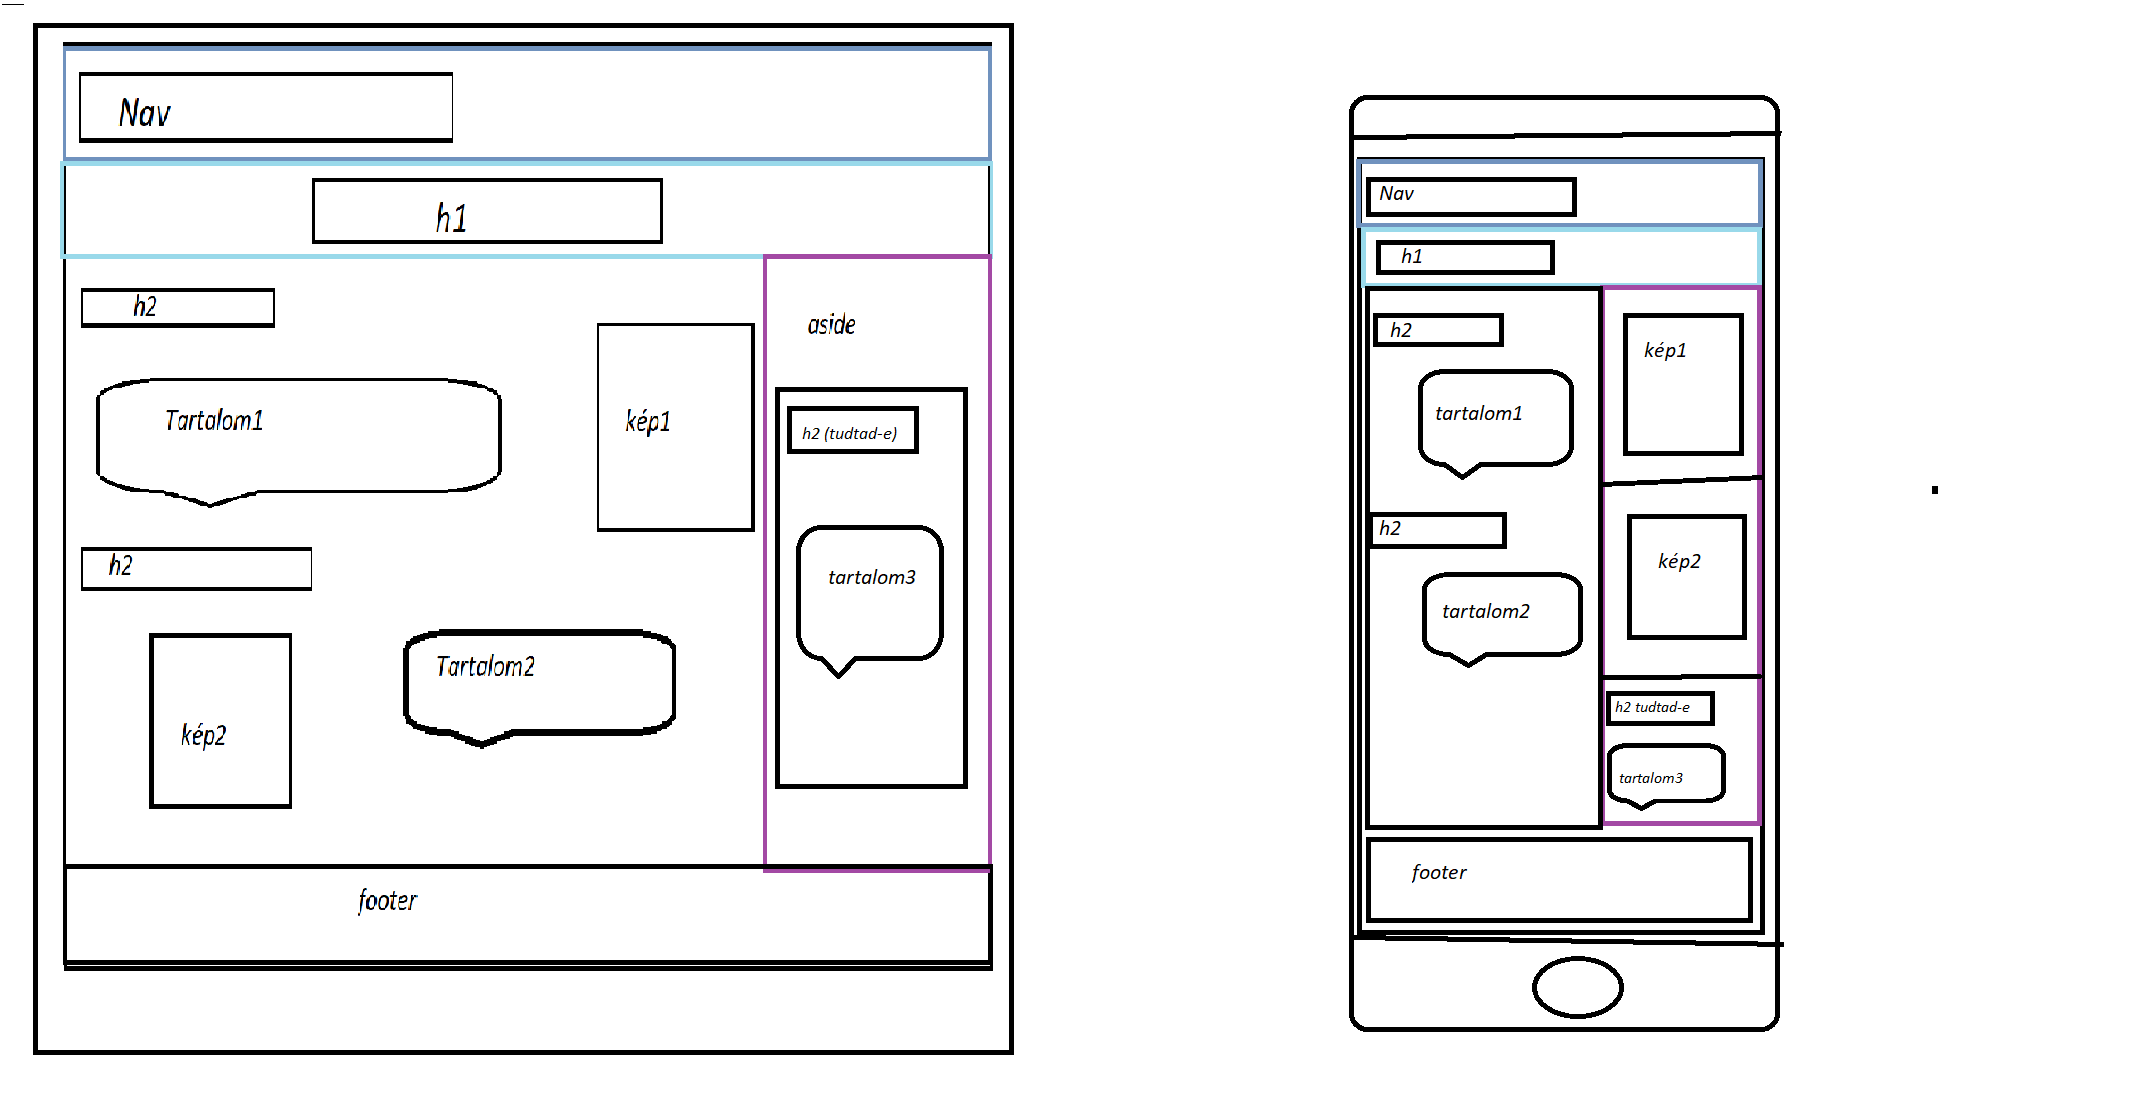 Nav
h1
h2
aside
Tartalom1
kép1
h2 (tudtad-e)
h2
tartalom3
Tartalom2
kép2
footer
Nav
h1
h2
kép1
tartalom1
h2
kép2
tartalom2
h2 tudtad-e
tartalom3
footer